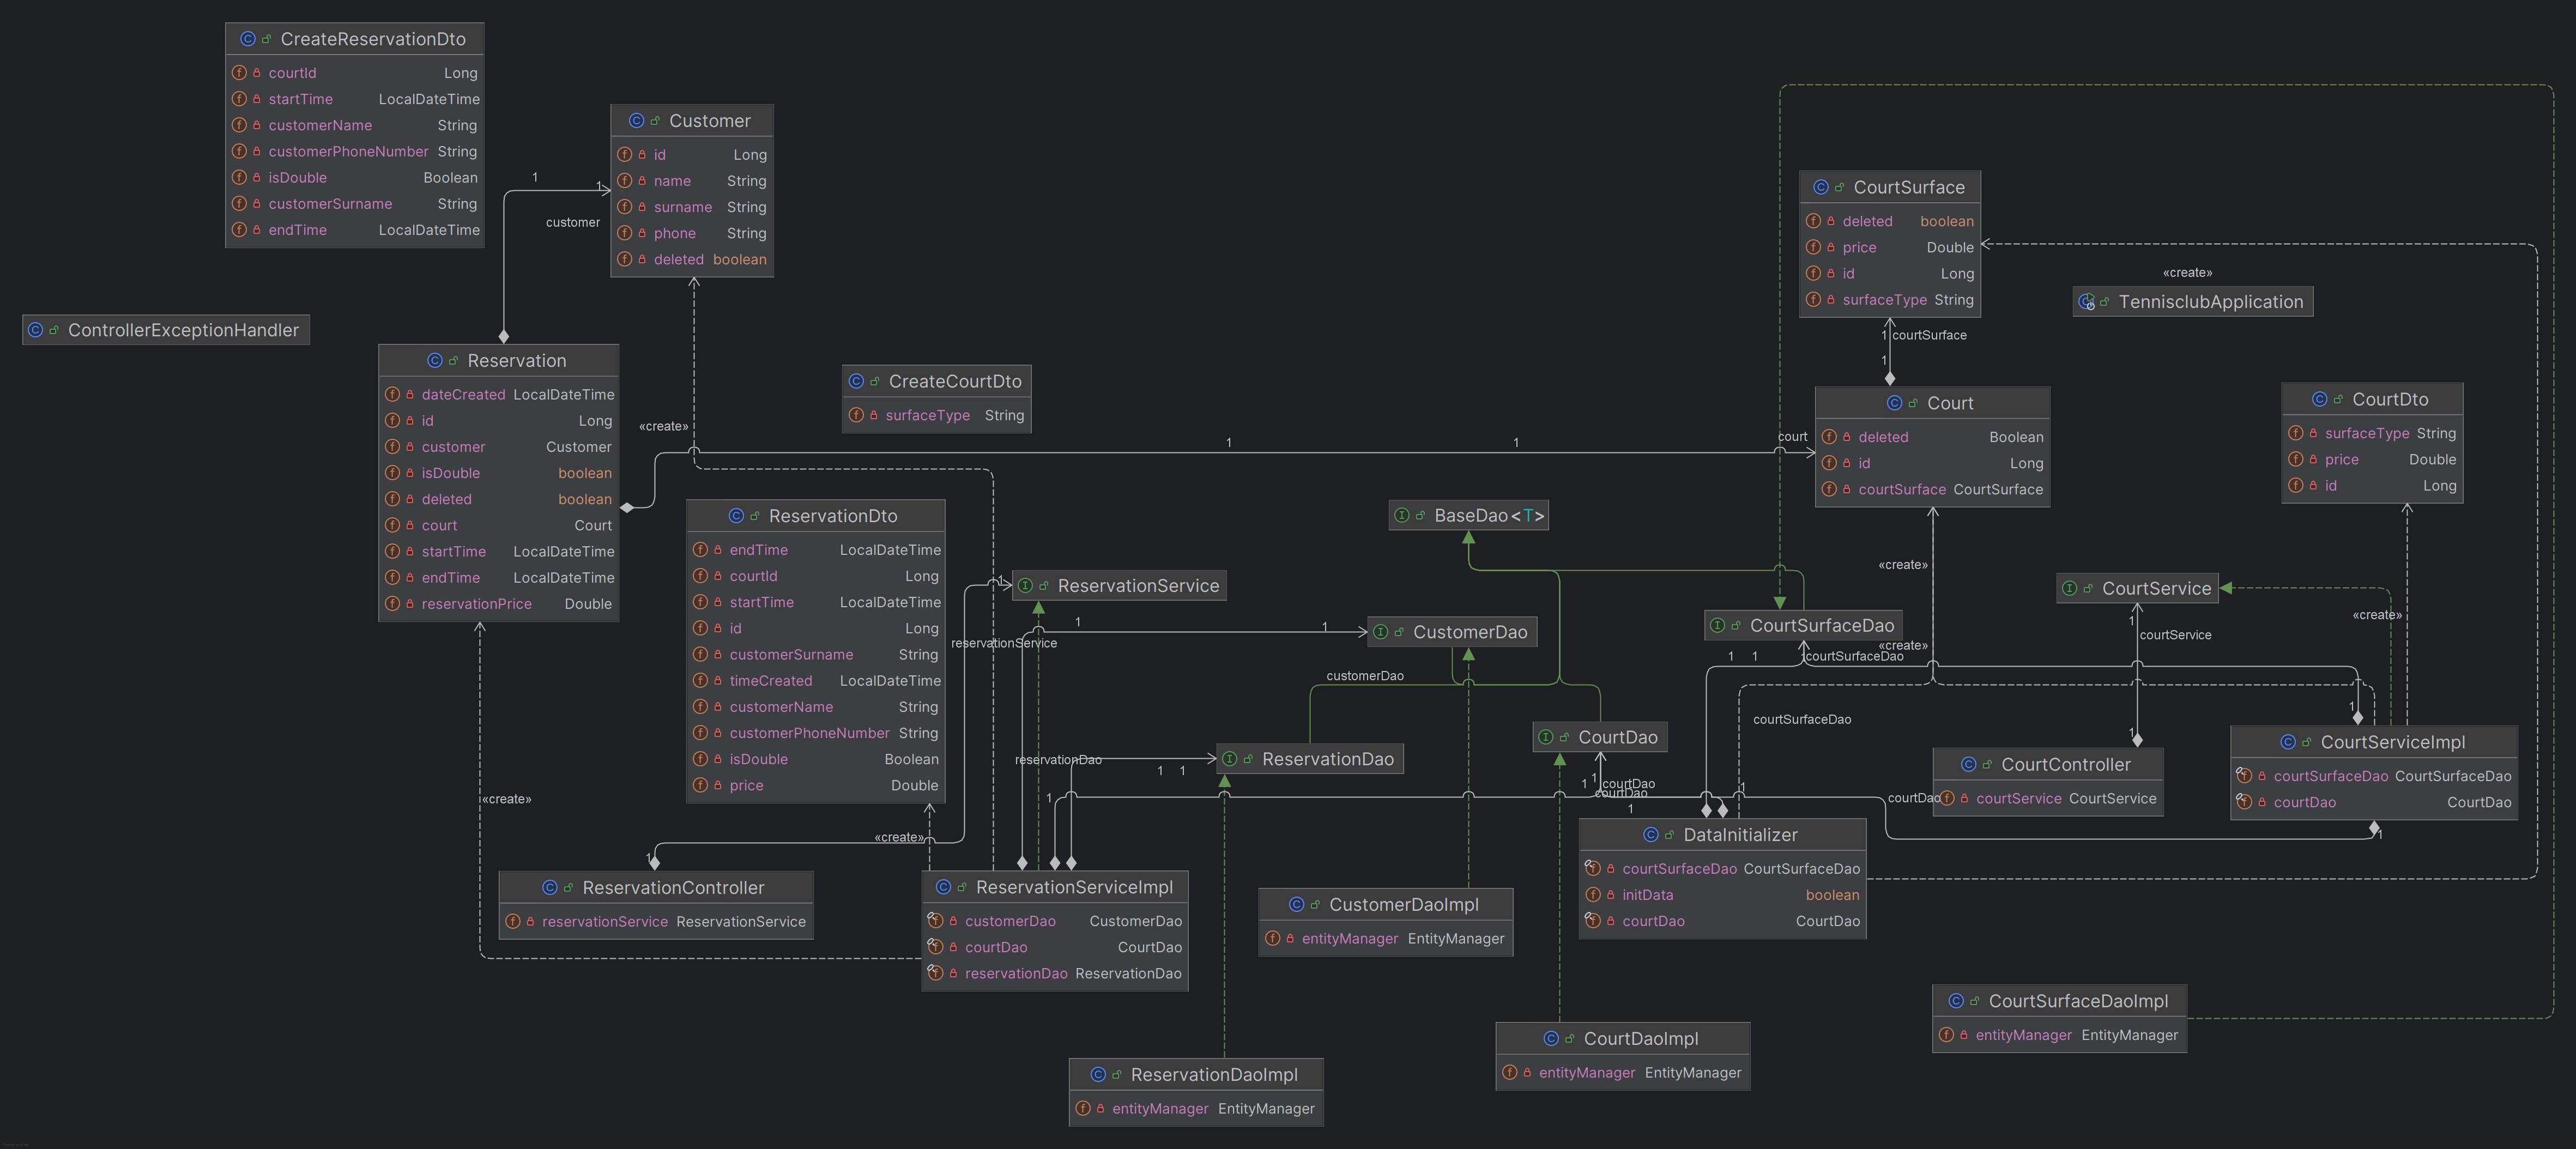 CreateReservationDto
courtId Long
startTime LocalDateTime
customerName String
customerPhoneNumber String
isDouble Boolean
customerSurname String
endTime LocalDateTime
Customer
id Long
name String
surname String
phone String
deleted boolean
1
1
customer
ControllerExceptionHandler
Reservation
dateCreated LocalDateTime
id Long
customer Customer
isDouble boolean
deleted boolean
court Court
startTime LocalDateTime
endTime LocalDateTime
reservationPrice Double
«create»
CreateCourtDto
surfaceType String
1
1
court
CourtSurface
deleted boolean
price Double
id Long
surfaceType String
«create»
TennisclubApplication
1
courtSurface
1
Court
deleted Boolean
id Long
courtSurface CourtSurface
CourtDto
surfaceType String
price Double
id Long
ReservationDto
endTime LocalDateTime
courtId Long
startTime LocalDateTime
id Long
customerSurname String
timeCreated LocalDateTime
customerName String
customerPhoneNumber String
isDouble Boolean
price Double
BaseDao<T>
1
ReservationService
reservationService
1
1
CustomerDao
customerDao
«create»
CourtSurfaceDao
«create»
1
1
courtSurfaceDao
courtSurfaceDao
CourtService
1
courtService
«create»
reservationDao
1
1
ReservationDao
CourtDao
1
1
1
courtDao
courtDao
1
1
courtDao
1
CourtController
courtService CourtService
1
CourtServiceImpl
courtSurfaceDao CourtSurfaceDao
courtDao CourtDao
1
«create»
«create»
1
ReservationController
reservationService ReservationService
ReservationServiceImpl
customerDao CustomerDao
courtDao CourtDao
reservationDao ReservationDao
CustomerDaoImpl
entityManager EntityManager
DataInitializer
courtSurfaceDao CourtSurfaceDao
initData boolean
courtDao CourtDao
CourtSurfaceDaoImpl
entityManager EntityManager
CourtDaoImpl
entityManager EntityManager
ReservationDaoImpl
entityManager EntityManager